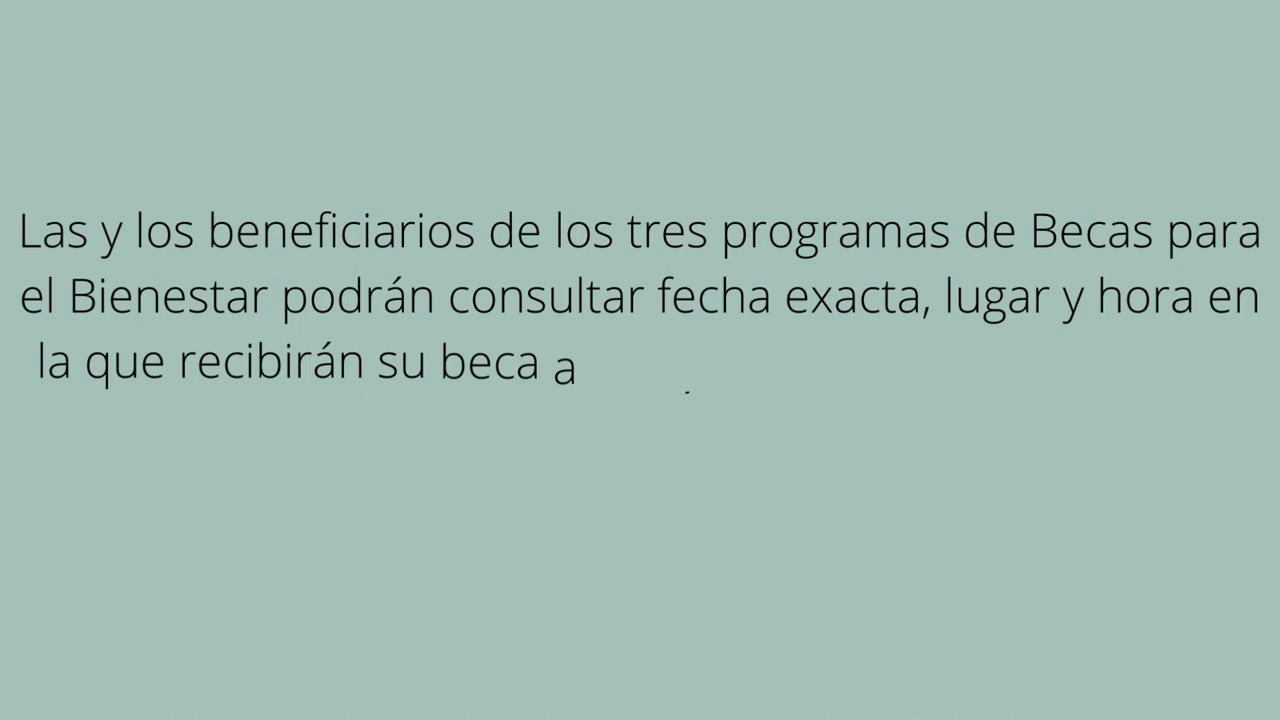 Las y los beneficiarios de los tres programas de Becas para
el Bienestar podrán consultar fecha exacta, lugar y hora en
la que recibirán su beca a